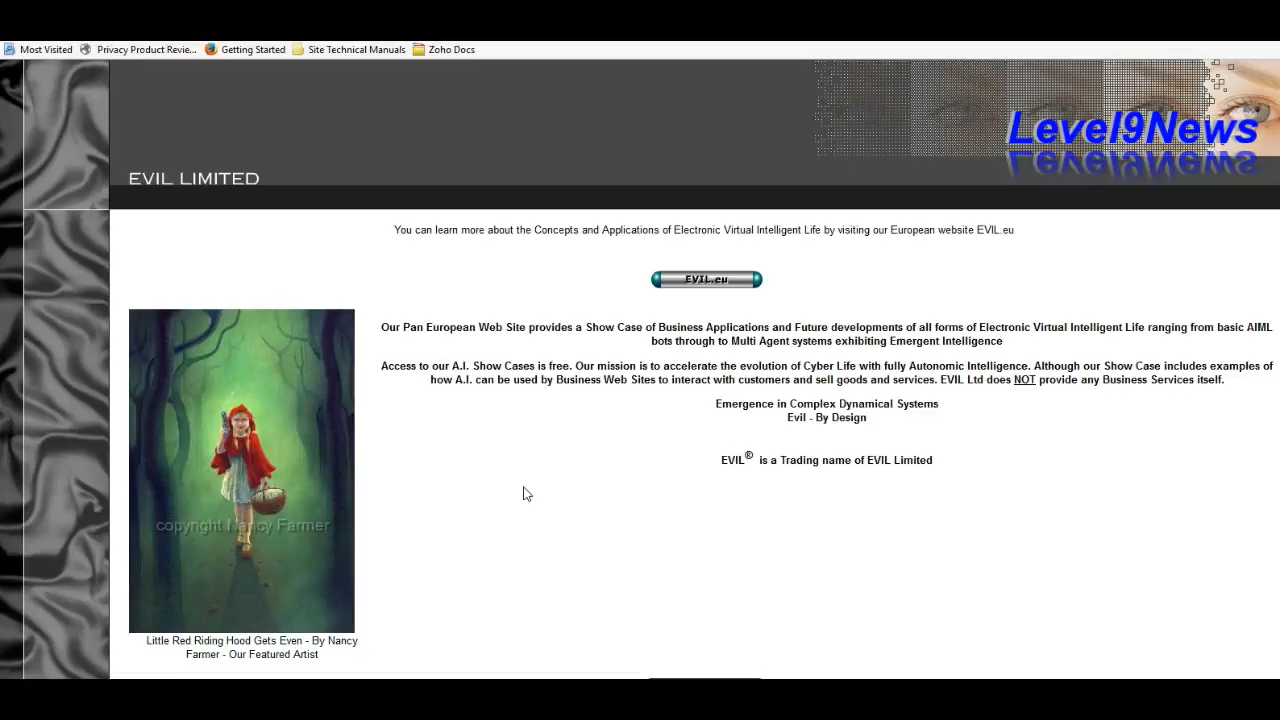 Most Visited Privacy Product Revie... Getting Started Site Technical Manuals Zoho Docs
Level9News
EVIL LIMITED
You can learn more about the Concepts and Applications of Electronic Virtual Intelligent Life by visiting our European website EVIL.eu
EVIL.eu
Our Pan European Web Site provides a Show Case of Business Applications and Future developments of all forms of Electronic Virtual Intelligent Life ranging from basic AIML
bots through to Multi Agent systems exhibiting Emergent Intelligence
Access to our A.I. Show Cases is free. Our mission is to accelerate the evolution of Cyber Life with fully Autonomic Intelligence. Although our Show Case includes examples of
how A.I. can be used by Business Web Sites to interact with customers and sell goods and services. EVIL Ltd does NOT provide any Business Services itself.
Emergence in Complex Dynamical Systems
Evil - By Design
EVIL® is a Trading name of EVIL Limited
copyright Nancy Farmer
Little Red Riding Hood Gets Even - By Nancy
Farmer - Our Featured Artist